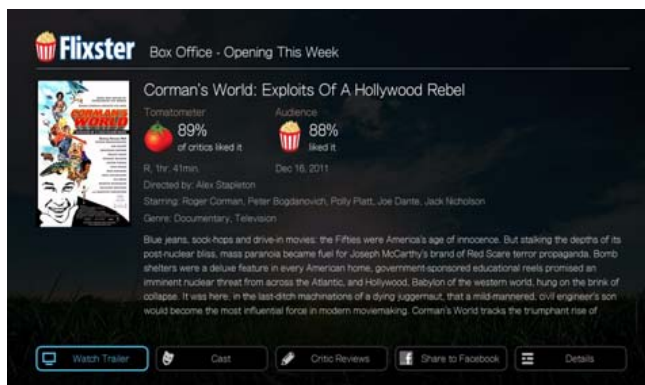 Flixster Box Office - Opening This Week
Corman's World: Exploits Of A Hollywood Rebel
Tomatometer Audience
89% 88%
of critics liked it liked it
R, 1hr. 41min. Dec 16, 2011
Directed by: Alex Stapleton
Starring: Roger Corman, Peter Bogdanovich, Polly Platt, Joe Dante, Jack Nicholson
Genre: Documentary, Television
Blue jeans, sock-hops and drive-in movies: the Fifties were America's age of innocence. But stalking the depths of its
post-nuclear bliss, mass paranoia became fuel for Joseph McCarthy's brand of Red Scare terror propaganda. Bomb
shelters were a deluxe feature in every American home, government-sponsored educational reels promised an
imminent nuclear threat from across the Atlantic, and Hollywood, Babylon of the western world, hung on the brink of
collapse. It was here, in the last-ditch machinations of a dying juggernaut, that a mild-mannered, civil engineer's son
would become the most influential force in modern moviemaking. Corman's World tracks the triumphant rise of
CORMAN'S
WORLD
Watch Trailer Cast Critic Reviews Share to Facebook Details